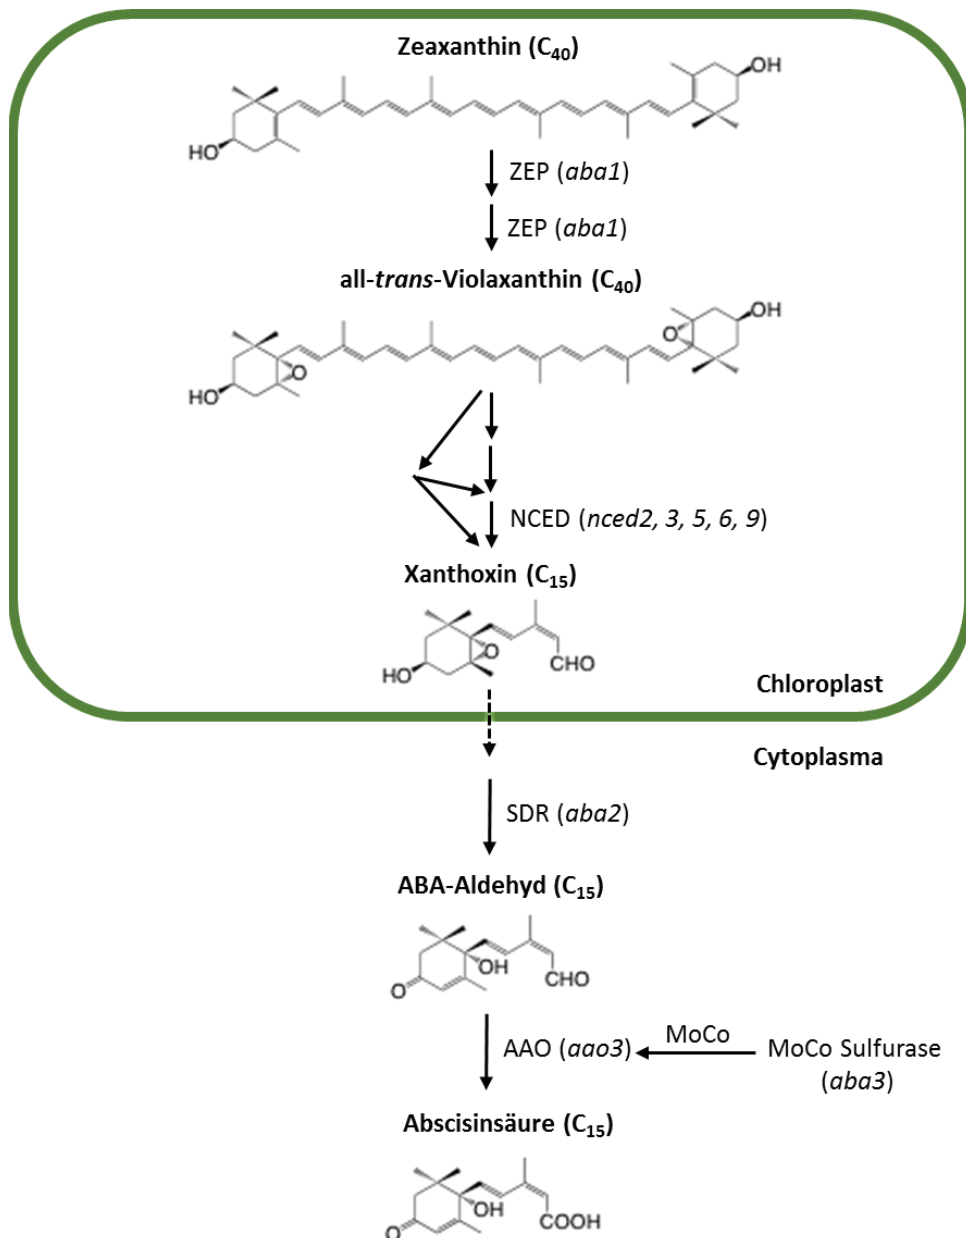 Zeaxanthin (C40)
OH
HO
ZEP (aba1)
ZEP (aba1)
all-trans-Violaxanthin (C40)
OH
O
O
HO
NCED (nced2, 3, 5, 6, 9)
Xanthoxin (C15)
O
CHO
HO
Chloroplast
Cytoplasma
SDR (aba2)
ABA-Aldehyd (C15)
OH
CHO
O
AAO (aao3)
MoCo
MoCo Sulfurase
(aba3)
Abscisinsäure (C15)
OH
COOH
O